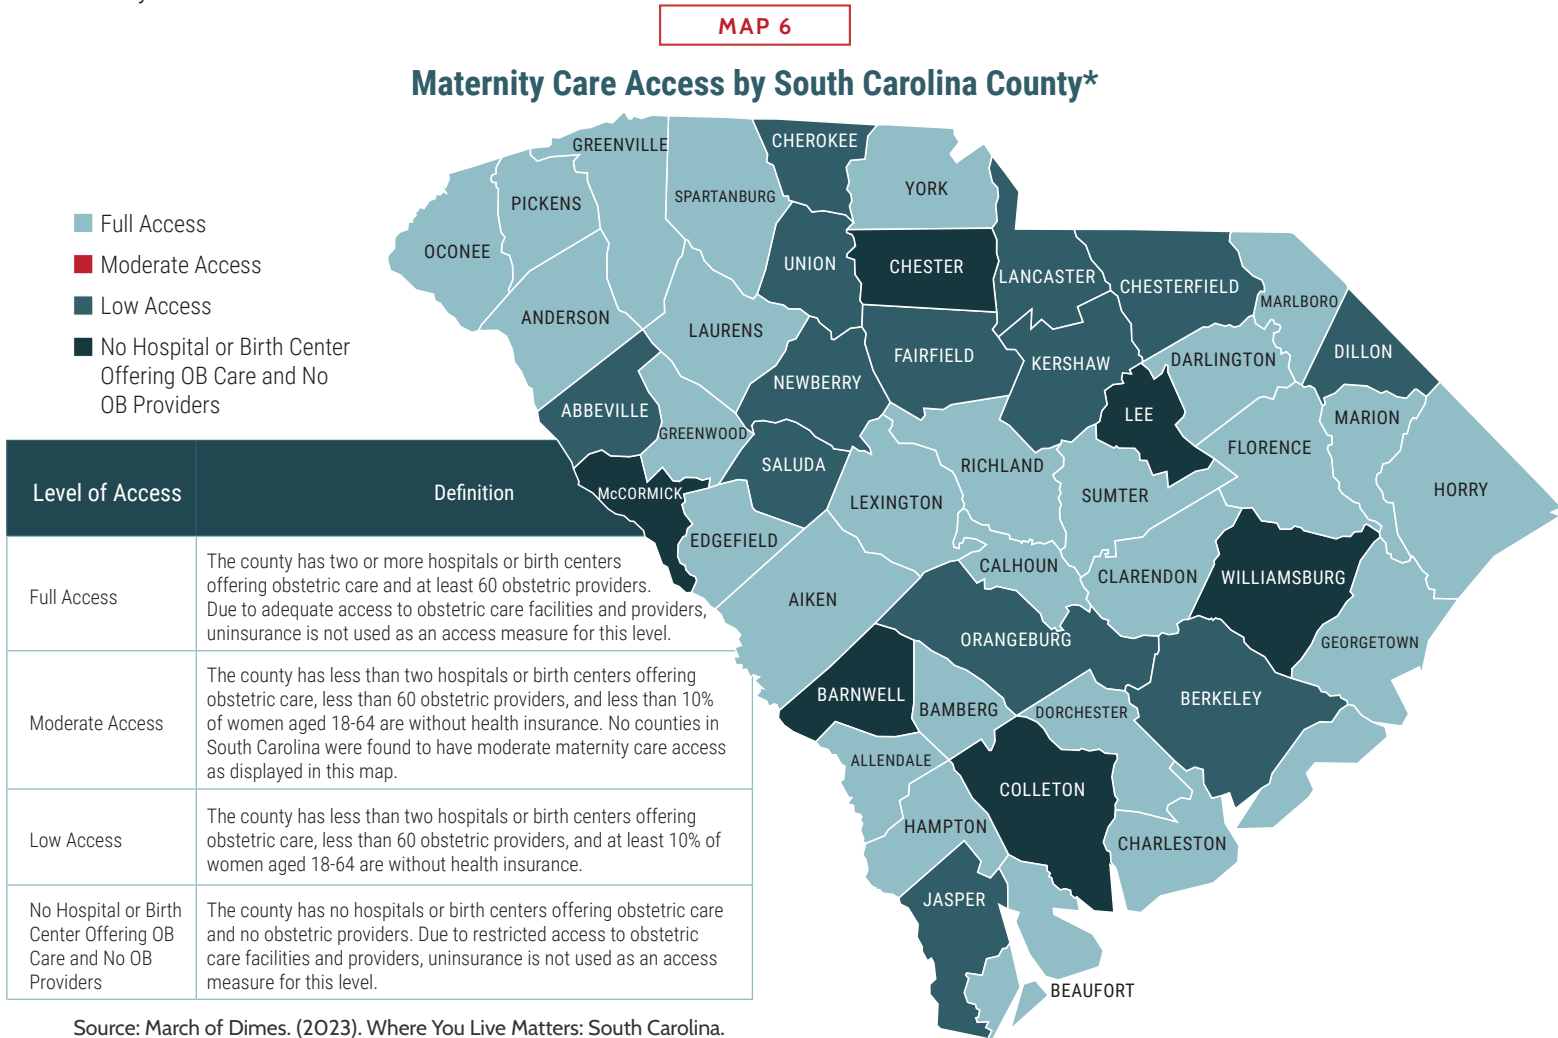 MAP 6
Maternity Care Access by South Carolina County*
Full Access
Moderate Access
Low Access
No Hospital or Birth Center
Offering OB Care and No
OB Providers
GREENVILLE
CHEROKEE
PICKENS
SPARTANBURG
YORK
OCONEE
UNION
CHESTER
LANCASTER
CHESTERFIELD
MARLBORO
ANDERSON
LAURENS
FAIRFIELD
KERSHAW
DARLINGTON
DILLON
NEWBERRY
ABBEVILLE
GREENWOOD
LEE
MARION
FLORENCE
SALUDA
RICHLAND
McCORMICK
LEXINGTON
SUMTER
HORRY
EDGEFIELD
CALHOUN
CLARENDON
WILLIAMSBURG
AIKEN
ORANGEBURG
GEORGETOWN
BARNWELL
BAMBERG
DORCHESTER
BERKELEY
ALLENDALE
COLLETON
HAMPTON
CHARLESTON
JASPER
BEAUFORT
Level of Access
Definition
Full Access
The county has two or more hospitals or birth centers
offering obstetric care and at least 60 obstetric providers.
Due to adequate access to obstetric care facilities and providers,
uninsurance is not used as an access measure for this level.
Moderate Access
The county has less than two hospitals or birth centers offering
obstetric care, less than 60 obstetric providers, and less than 10%
of women aged 18-64 are without health insurance. No counties in
South Carolina were found to have moderate maternity care access
as displayed in this map.
Low Access
The county has less than two hospitals or birth centers offering
obstetric care, less than 60 obstetric providers, and at least 10% of
women aged 18-64 are without health insurance.
No Hospital or Birth
Center Offering OB
Care and No OB
Providers
The county has no hospitals or birth centers offering obstetric care
and no obstetric providers. Due to restricted access to obstetric
care facilities and providers, uninsurance is not used as an access
measure for this level.
Source: March of Dimes. (2023). Where You Live Matters: South Carolina.